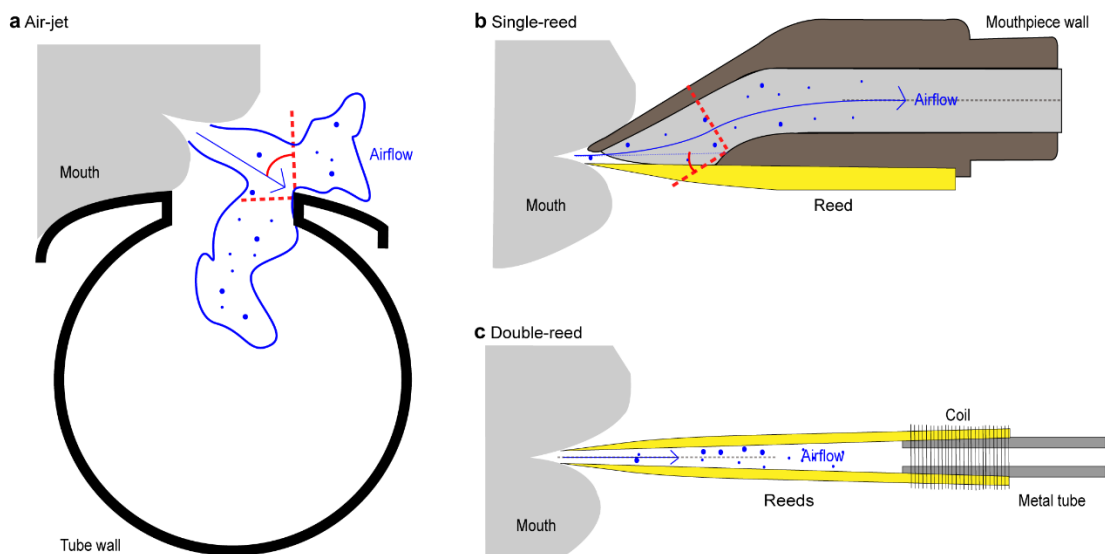 a Air-jet
Mouth
Airflow
Tube wall
b Single-reed
Mouthpiece wall
Airflow
Mouth
Reed
c Double-reed
Coil
Airflow
Reeds
Mouth
Metal tube